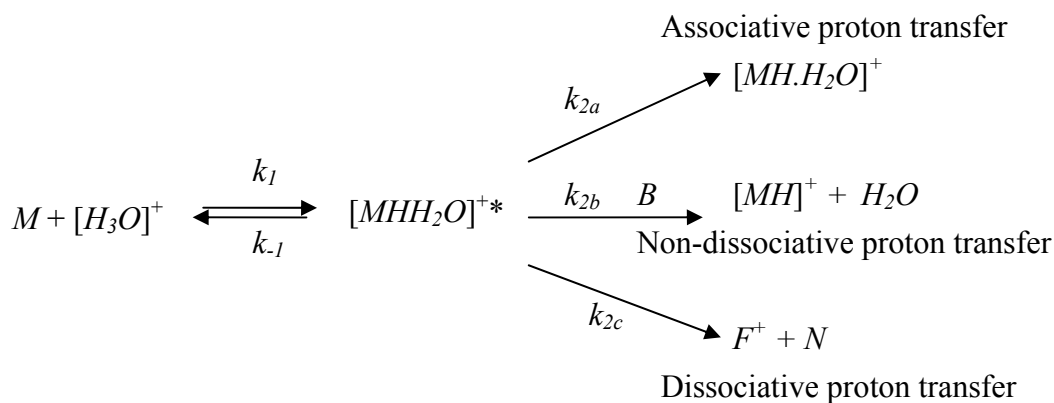 Associative proton transfer
[MH.H₂O]⁺
k₂ₐ
k₁
M + [H₃O]⁺ [MHH₂O]⁺* k₂b B [MH]⁺ + H₂O
k₋₁ Non-dissociative proton transfer
k₂c
F⁺ + N
Dissociative proton transfer